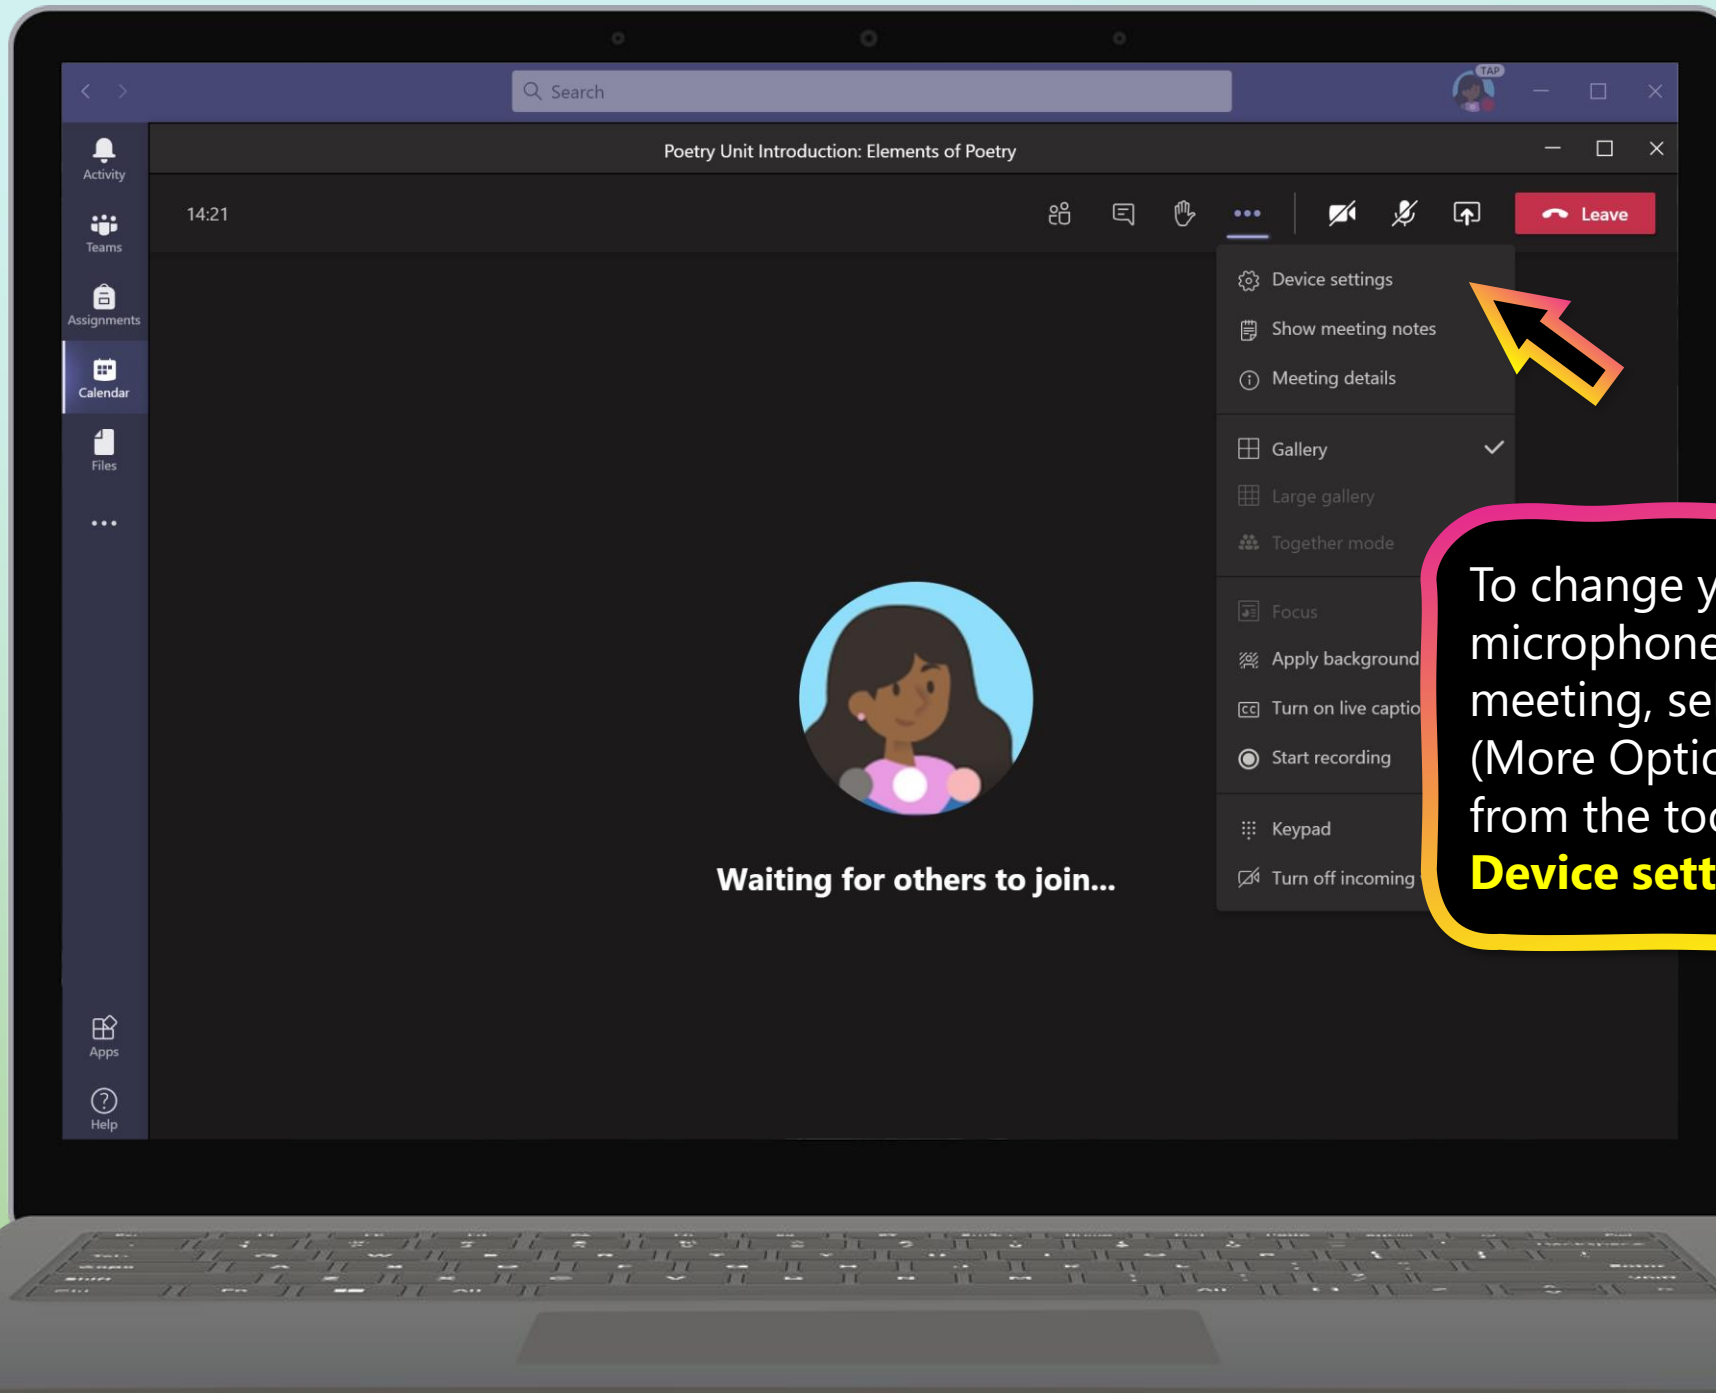 Search
TAP
Activity
Teams
Assignments
Calendar
Files
Apps
Help
Poetry Unit Introduction: Elements of Poetry
14:21
Leave
Device settings
Show meeting notes
Meeting details
Gallery
Large gallery
Together mode
Focus
Apply background
Turn on live captio
Start recording
Keypad
Turn off incoming
Waiting for others to join...
To change y
microphone
meeting, se
(More Optio
from the too
Device sett